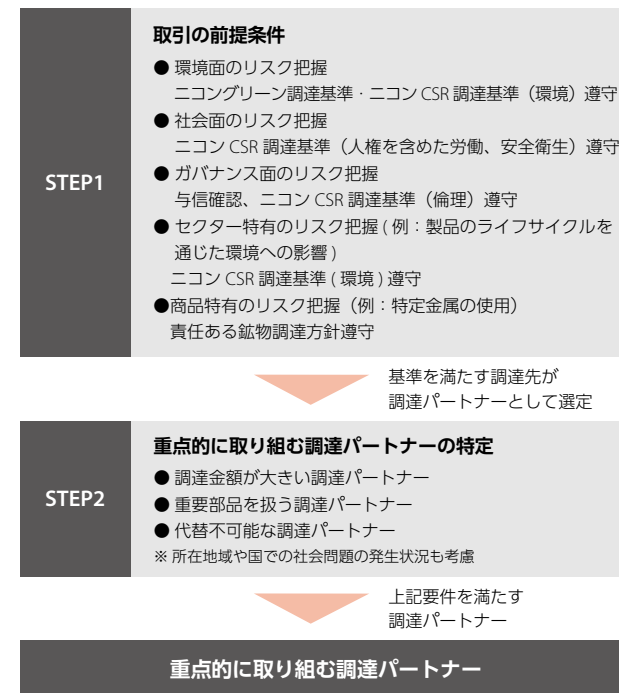 STEP1
取引の前提条件
● 環境面のリスク把握
ニコングリーン調達基準・ニコン CSR 調達基準（環境）遵守
● 社会面のリスク把握
ニコン CSR 調達基準（人権を含めた労働、安全衛生）遵守
● ガバナンス面のリスク把握
与信確認、ニコン CSR 調達基準（倫理）遵守
● セクター特有のリスク把握 ( 例：製品のライフサイクルを
通じた環境への影響 )
ニコン CSR 調達基準 ( 環境 ) 遵守
●商品特有のリスク把握（例：特定金属の使用）
責任ある鉱物調達方針遵守
基準を満たす調達先が
調達パートナーとして選定
STEP2
重点的に取り組む調達パートナーの特定
● 調達金額が大きい調達パートナー
● 重要部品を扱う調達パートナー
● 代替不可能な調達パートナー
※ 所在地域や国での社会問題の発生状況も考慮
上記要件を満たす
調達パートナー
重点的に取り組む調達パートナー